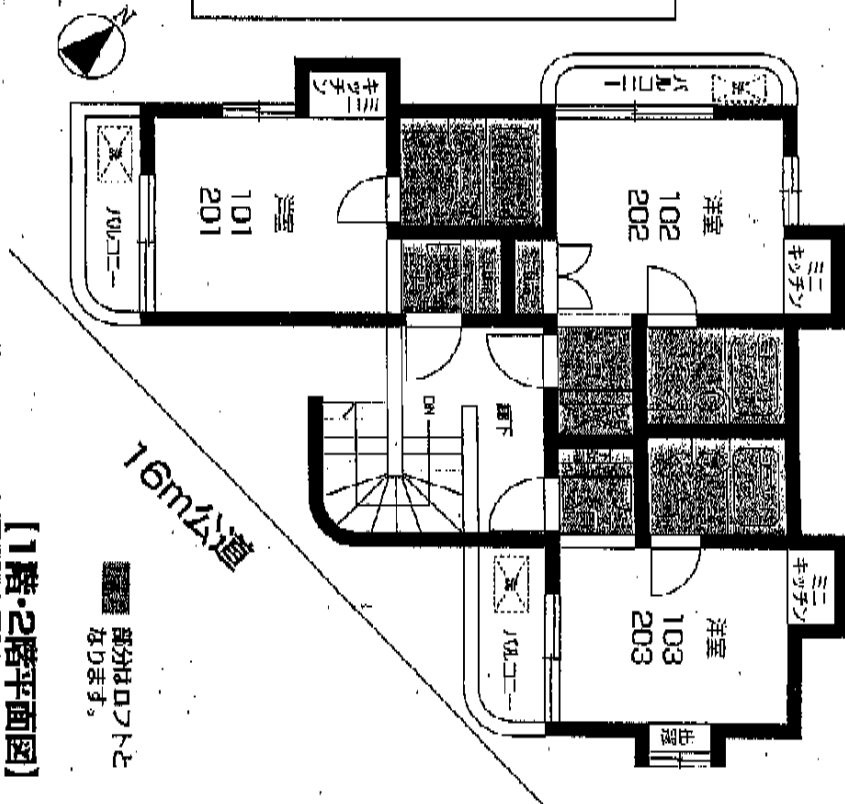 N
ミニ
キッチン
洋室
101
201
バルコニー
洗
バルコニー
洗
洋室
102
202
ミニ
キッチン
廊下
DN
洋室
103
203
ミニ
キッチン
バルコニー
洗
出窓
16m公道
部分はロフトと
なります。
【1階・2階平面図】